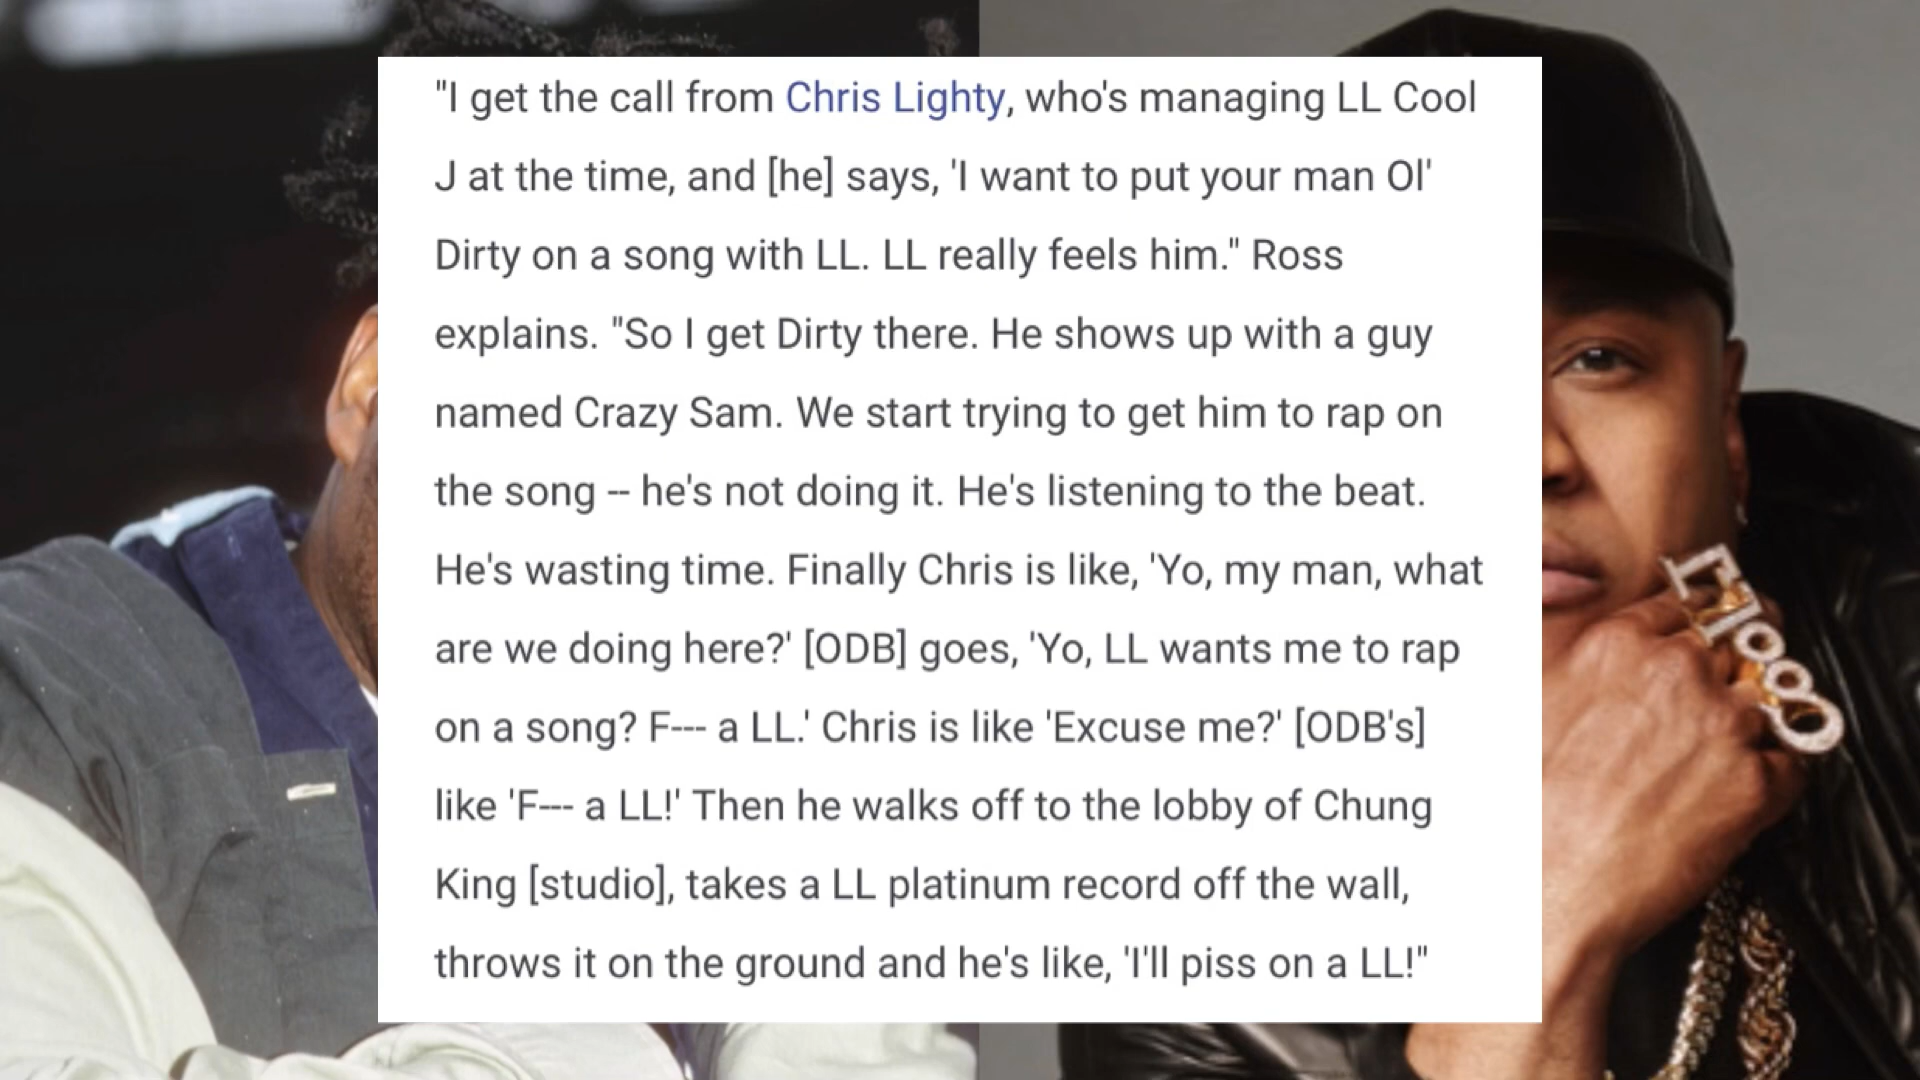 "I get the call from Chris Lighty, who's managing LL Cool
J at the time, and [he] says, 'I want to put your man Ol'
Dirty on a song with LL. LL really feels him." Ross
explains. "So I get Dirty there. He shows up with a guy
named Crazy Sam. We start trying to get him to rap on
the song -- he's not doing it. He's listening to the beat.
He's wasting time. Finally Chris is like, 'Yo, my man, what
are we doing here?' [ODB] goes, 'Yo, LL wants me to rap
on a song? F--- a LL.' Chris is like 'Excuse me?' [ODB's]
like 'F--- a LL!' Then he walks off to the lobby of Chung
King [studio], takes a LL platinum record off the wall,
throws it on the ground and he's like, 'I'll piss on a LL!"